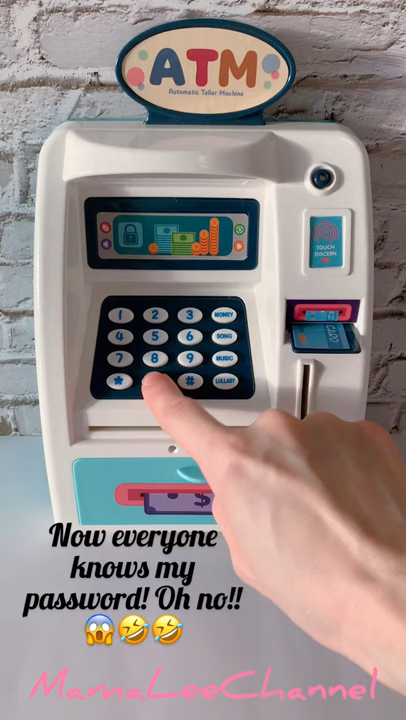 ATM
Automatic Teller Machine
TOUCH
DISCERN
1 2 3 MONEY
4 5 6 SONG
7 8 9 MUSIC
* # LULLABY
CARD
$
Now everyone
knows my
password! Oh no!!
😱🤣🤣
MamaLeeChannel